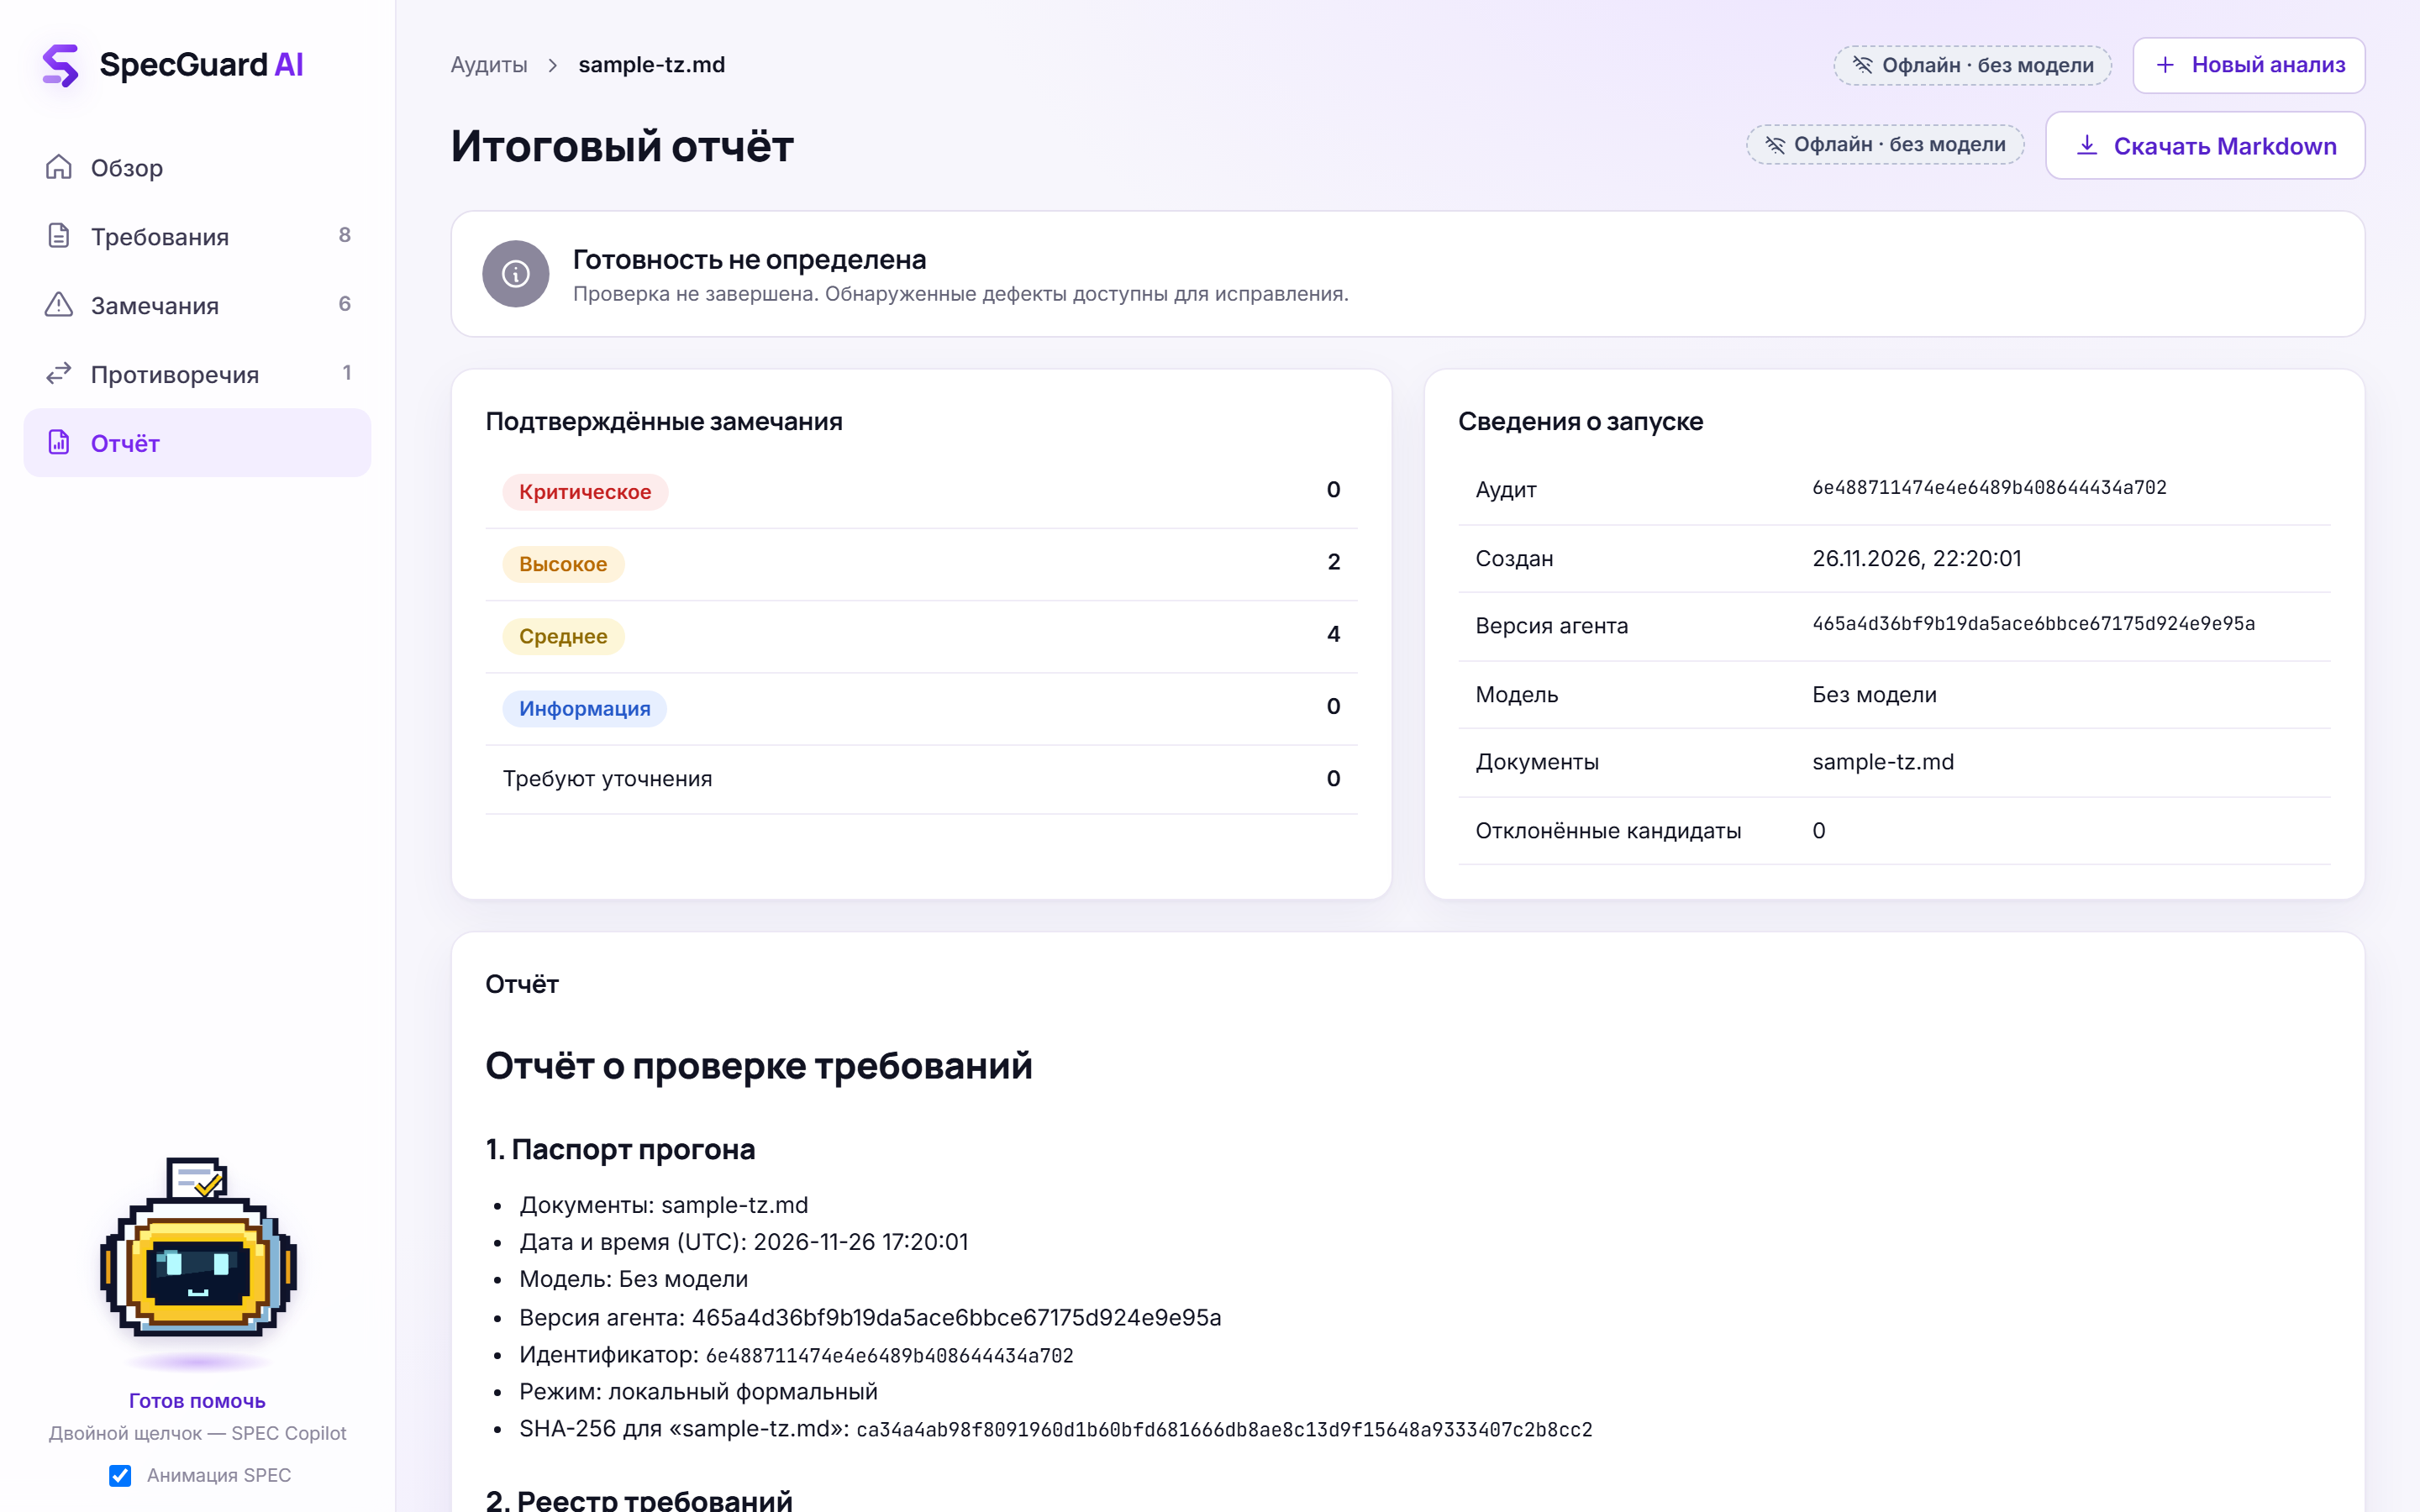 SpecGuard AI
Обзор
Требования 8
Замечания 6
Противоречия 1
Отчёт
Готов помочь
Двойной щелчок — SPEC Copilot
Анимация SPEC
Аудиты > sample-tz.md
Офлайн · без модели
+ Новый анализ
Итоговый отчёт
Офлайн · без модели
Скачать Markdown
Готовность не определена
Проверка не завершена. Обнаруженные дефекты доступны для исправления.
Подтверждённые замечания
Критическое 0
Высокое 2
Среднее 4
Информация 0
Требуют уточнения 0
Сведения о запуске
Аудит 6e488711474e4e6489b408644434a702
Создан 26.11.2026, 22:20:01
Версия агента 465a4d36bf9b19da5ace6bbce67175d924e9e95a
Модель Без модели
Документы sample-tz.md
Отклонённые кандидаты 0
Отчёт
Отчёт о проверке требований
1. Паспорт прогона
• Документы: sample-tz.md
• Дата и время (UTC): 2026-11-26 17:20:01
• Модель: Без модели
• Версия агента: 465a4d36bf9b19da5ace6bbce67175d924e9e95a
• Идентификатор: 6e488711474e4e6489b408644434a702
• Режим: локальный формальный
• SHA-256 для «sample-tz.md»: ca34a4ab98f8091960d1b60bfd681666db8ae8c13d9f15648a9333407c2b8cc2
2. Реестр требований